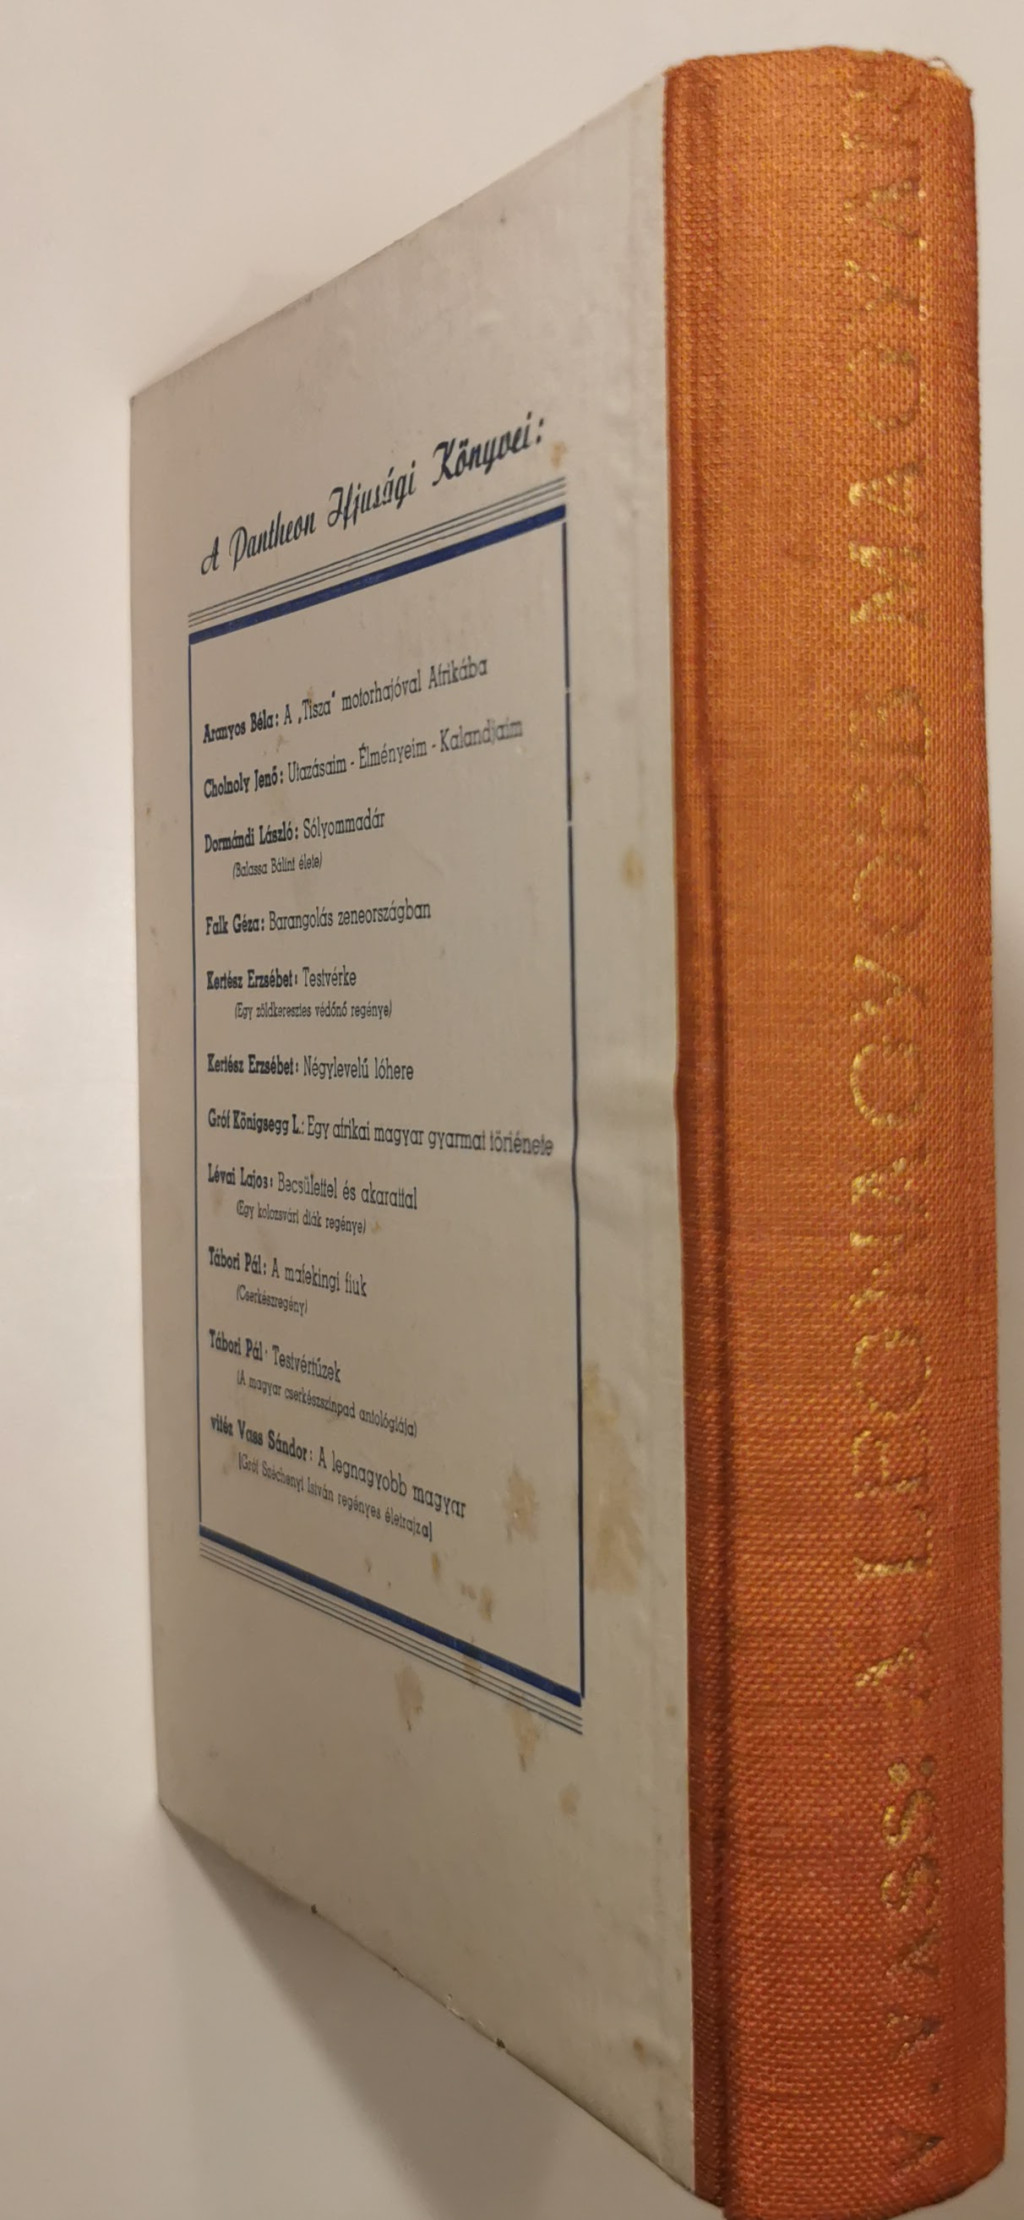 A Pantheon Ifjusági Könyvei:
Aranyos Béla: A „Tisza" motorhajóval Afrikába
Cholnoky Jenő: Utazásaim - Élményeim - Kalandjaim
Dormándi László: Sólyommadár
(Balassa Bálint élete)
Falk Géza: Barangolás zeneországban
Kertész Erzsébet: Testvérke
(Egy zöldkeresztes védőnő regénye)
Kertész Erzsébet: Négylevelű lóhere
Gróf Königsegg L.: Egy afrikai magyar gyarmat története
Lévai Lajos: Becsülettel és akarattal
(Egy kolozsvári diák regénye)
Tábori Pál: A mafekingi fiuk
(Cserkészregény)
Tábori Pál: Testvértüzek
(A magyar cserkészszínpad antológiája)
vitéz Vass Sándor: A legnagyobb magyar
[Gróf Széchenyi István regényes életrajza]
V. VASS: A LEGNAGYOBB MAGYAR